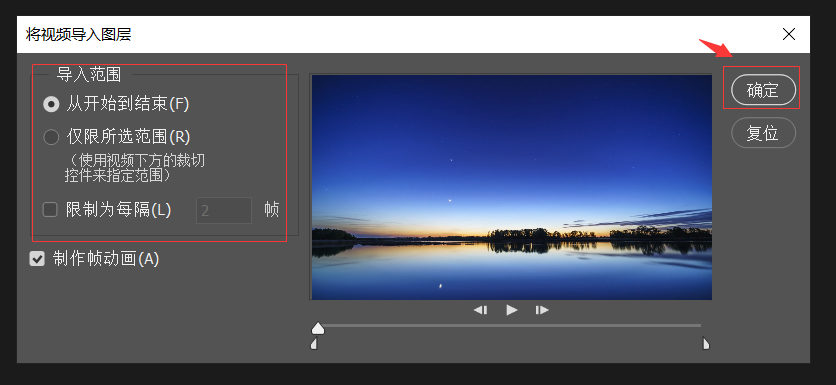 将视频导入图层
导入范围
从开始到结束(F)
仅限所选范围(R)
（使用视频下方的裁切
控件来指定范围）
限制为每隔(L) 2 帧
制作帧动画(A)
确定
复位